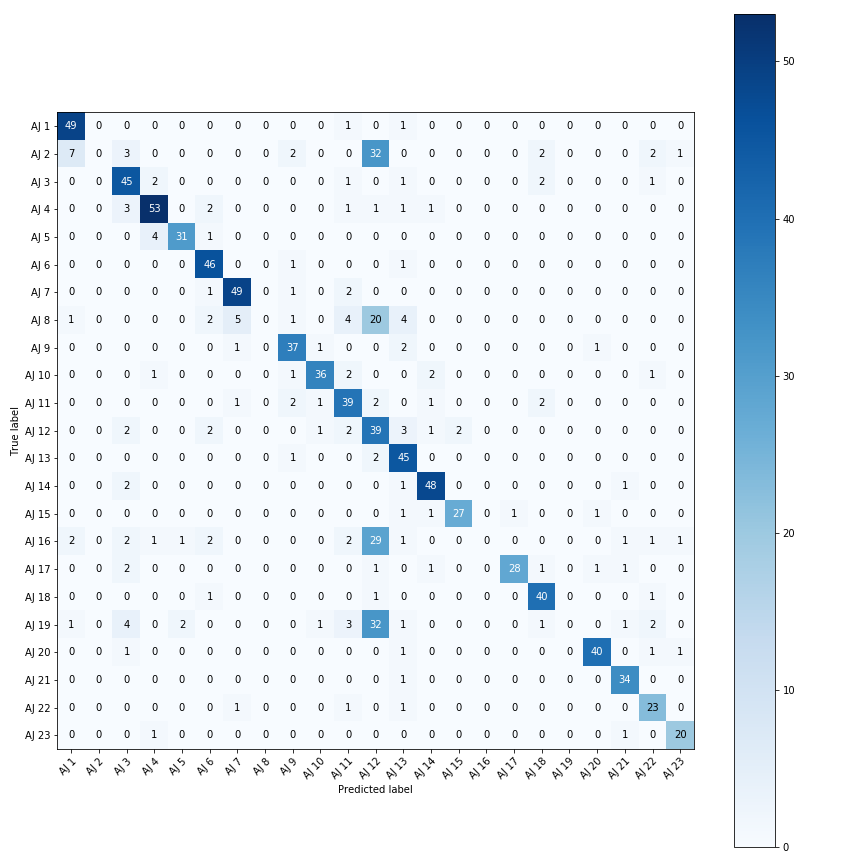 AJ 1 49 0 0 0 0 0 0 0 0 0 1 0 1 0 0 0 0 0 0 0 0 0 0
AJ 2 7 0 3 0 0 0 0 0 2 0 0 32 0 0 0 0 0 2 0 0 0 2 1
AJ 3 0 0 45 2 0 0 0 0 0 0 1 0 1 0 0 0 0 2 0 0 0 1 0
AJ 4 0 0 3 53 0 2 0 0 0 0 1 1 1 1 0 0 0 0 0 0 0 0 0
AJ 5 0 0 0 4 31 1 0 0 0 0 0 0 0 0 0 0 0 0 0 0 0 0 0
AJ 6 0 0 0 0 0 46 0 0 1 0 0 0 1 0 0 0 0 0 0 0 0 0 0
AJ 7 0 0 0 0 0 1 49 0 1 0 2 0 0 0 0 0 0 0 0 0 0 0 0
AJ 8 1 0 0 0 0 2 5 0 1 0 4 20 4 0 0 0 0 0 0 0 0 0 0
AJ 9 0 0 0 0 0 0 1 0 37 1 0 0 2 0 0 0 0 0 0 1 0 0 0
AJ 10 0 0 0 1 0 0 0 0 1 36 2 0 0 2 0 0 0 0 0 0 0 1 0
AJ 11 0 0 0 0 0 0 1 0 2 1 39 2 0 1 0 0 0 2 0 0 0 0 0
AJ 12 0 0 2 0 0 2 0 0 0 1 2 39 3 1 2 0 0 0 0 0 0 0 0
AJ 13 0 0 0 0 0 0 0 0 1 0 0 2 45 0 0 0 0 0 0 0 0 0 0
AJ 14 0 0 2 0 0 0 0 0 0 0 0 0 1 48 0 0 0 0 0 0 1 0 0
AJ 15 0 0 0 0 0 0 0 0 0 0 0 0 1 1 27 0 1 0 0 1 0 0 0
AJ 16 2 0 2 1 1 2 0 0 0 0 2 29 1 0 0 0 0 0 0 0 1 1 1
AJ 17 0 0 2 0 0 0 0 0 0 0 0 1 0 1 0 0 28 1 0 1 1 0 0
AJ 18 0 0 0 0 0 1 0 0 0 0 0 1 0 0 0 0 0 40 0 0 0 1 0
AJ 19 1 0 4 0 2 0 0 0 0 1 3 32 1 0 0 0 0 1 0 0 1 2 0
AJ 20 0 0 1 0 0 0 0 0 0 0 0 0 1 0 0 0 0 0 0 40 0 1 1
AJ 21 0 0 0 0 0 0 0 0 0 0 0 0 1 0 0 0 0 0 0 0 34 0 0
AJ 22 0 0 0 0 0 0 1 0 0 0 1 0 1 0 0 0 0 0 0 0 0 23 0
AJ 23 0 0 0 1 0 0 0 0 0 0 0 0 0 0 0 0 0 0 0 0 1 0 20
AJ 1 AJ 2 AJ 3 AJ 4 AJ 5 AJ 6 AJ 7 AJ 8 AJ 9 AJ 10 AJ 11 AJ 12 AJ 13 AJ 14 AJ 15 AJ 16 AJ 17 AJ 18 AJ 19 AJ 20 AJ 21 AJ 22 AJ 23
Predicted label
True label
50
40
30
20
10
0